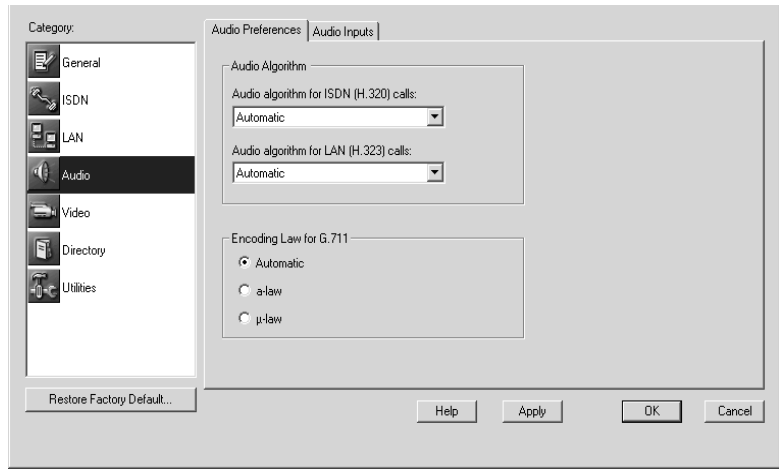 Category:
General
ISDN
LAN
Audio
Video
Directory
Utilities
Restore Factory Default...
Audio Preferences
Audio Inputs
Audio Algorithm
Audio algorithm for ISDN (H.320) calls:
Automatic
Audio algorithm for LAN (H.323) calls:
Automatic
Encoding Law for G.711
Automatic
a-law
µ-law
Help
Apply
OK
Cancel